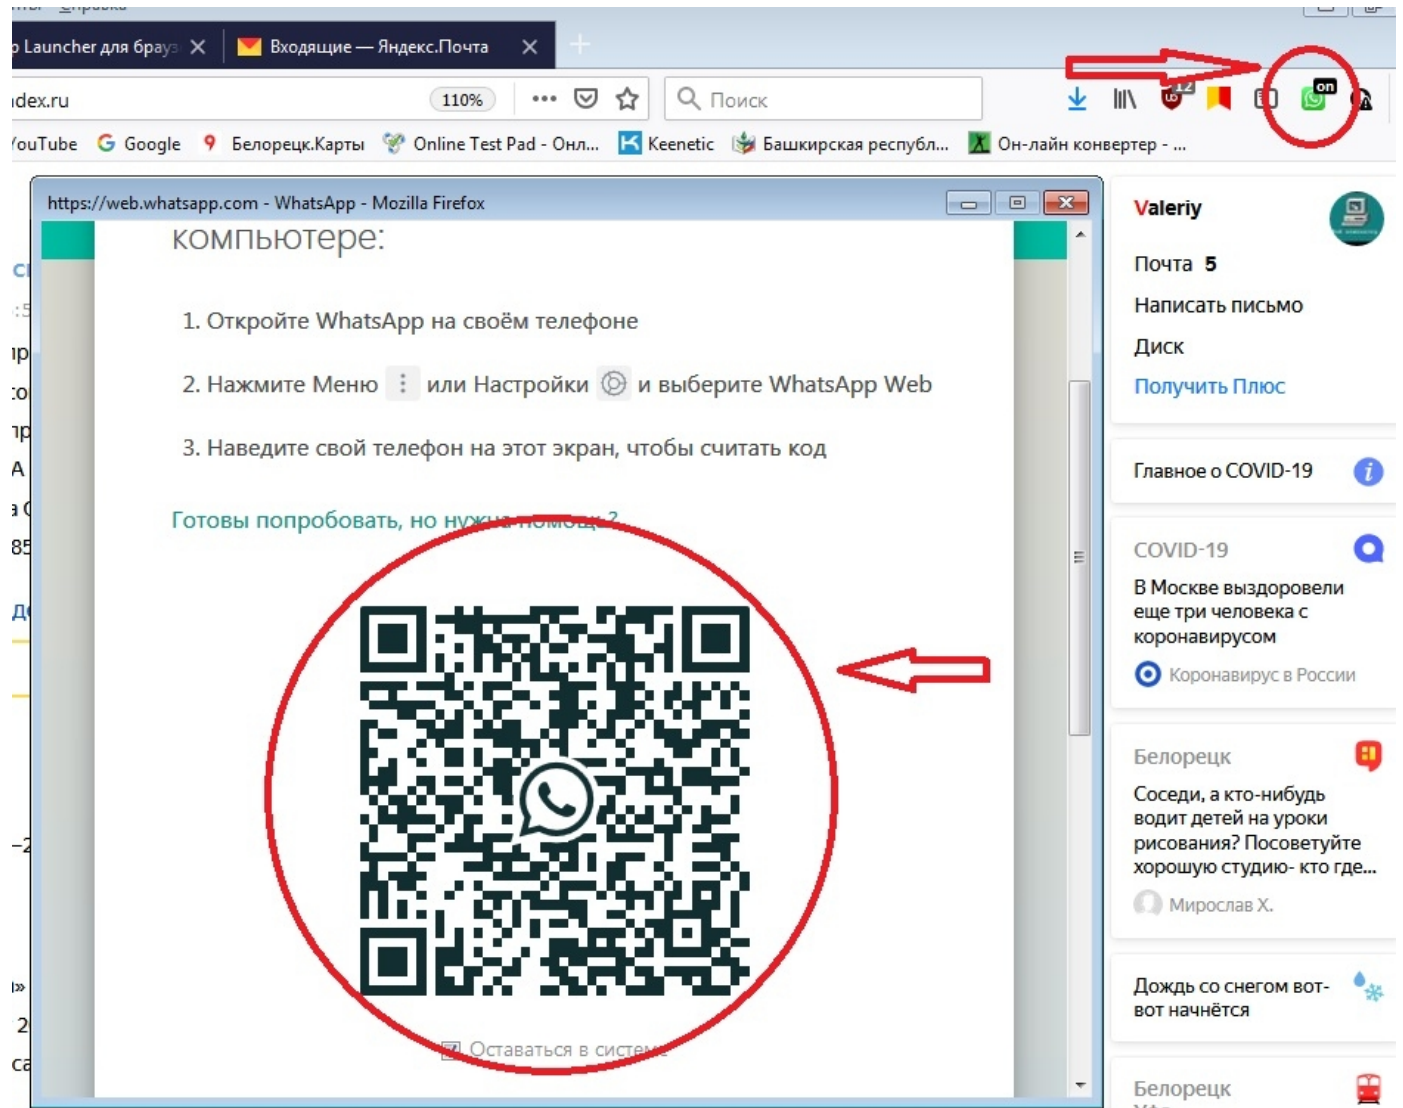 Справка
Launcher для брауз
Входящие — Яндекс.Почта
dex.ru
110%
Поиск
12
on
YouTube
Google
Белорецк.Карты
Online Test Pad - Онл...
Keenetic
Башкирская республ...
Он-лайн конвертер - ...
https://web.whatsapp.com - WhatsApp - Mozilla Firefox
компьютере:
1. Откройте WhatsApp на своём телефоне
2. Нажмите Меню или Настройки и выберите WhatsApp Web
3. Наведите свой телефон на этот экран, чтобы считать код
Готовы попробовать, но нужна помощь?
Оставаться в системе
Valeriy
Почта 5
Написать письмо
Диск
Получить Плюс
Главное о COVID-19
COVID-19
В Москве выздоровели
еще три человека с
коронавирусом
Коронавирус в России
Белорецк
Соседи, а кто-нибудь
водит детей на уроки
рисования? Посоветуйте
хорошую студию- кто где...
Мирослав Х.
Дождь со снегом вот-
вот начнётся
Белорецк